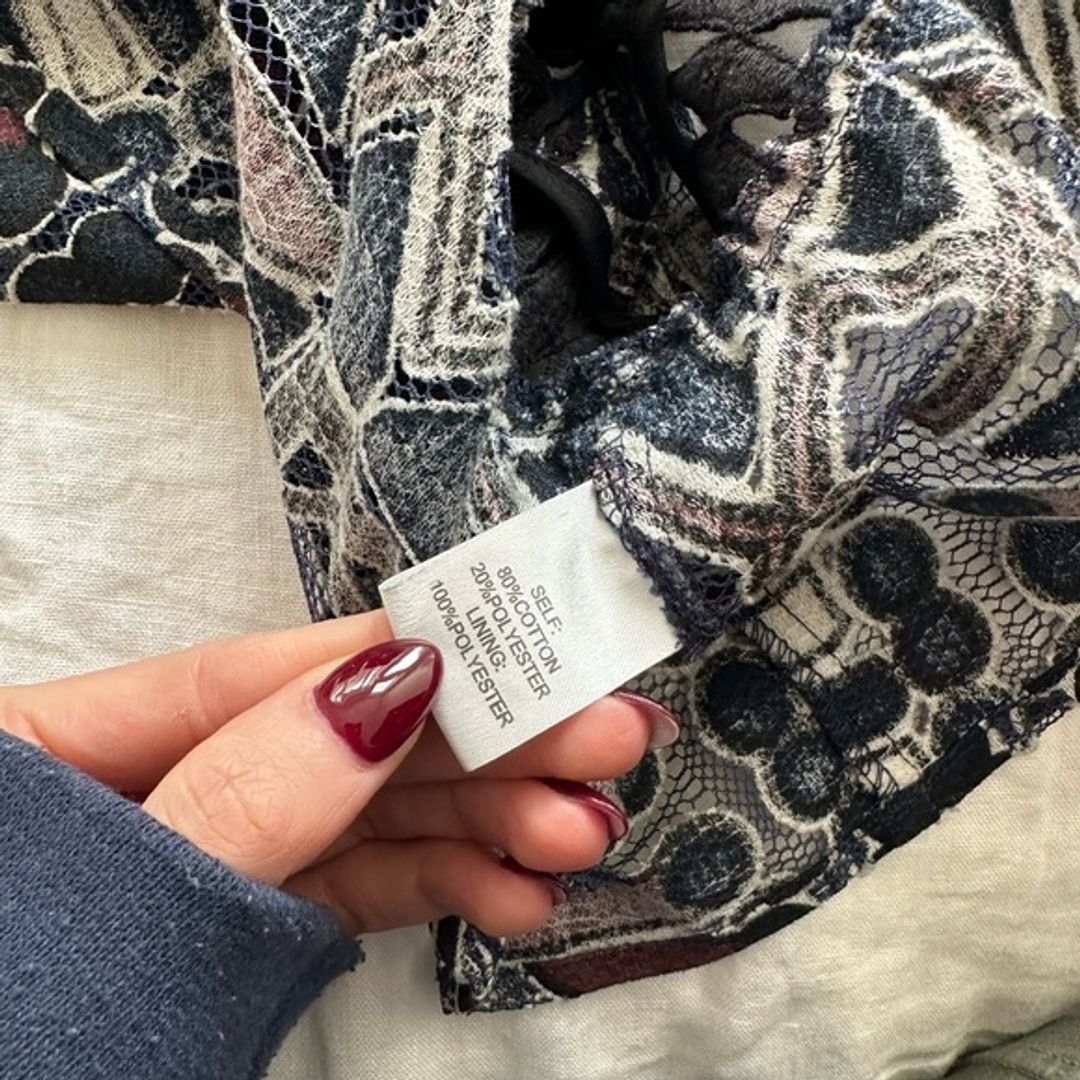 SELF:
80%COTTON
20%POLYESTER
LINING:
100%POLYESTER